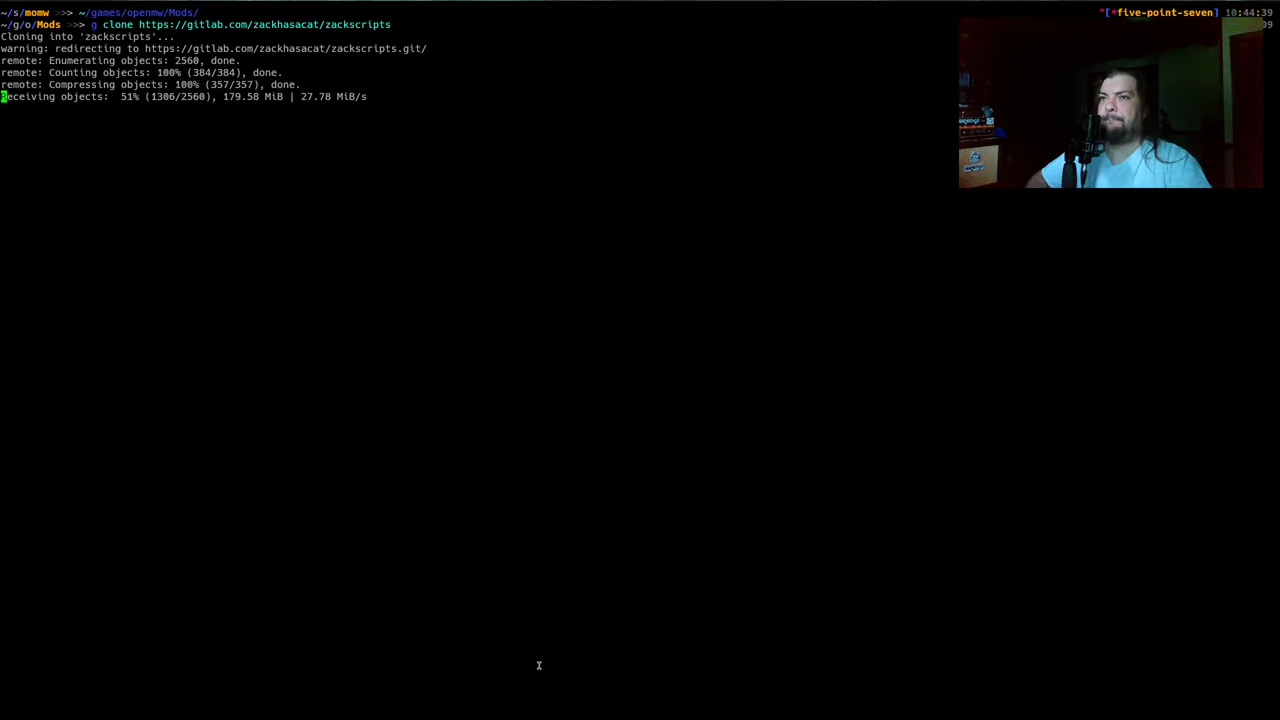 ~/s/momw >>> ~/games/openmw/Mods/
^[*five-point-seven] 10:44:39
~/g/o/Mods >>> g clone https://gitlab.com/zackhasacat/zackscripts
09
Cloning into 'zackscripts'...
warning: redirecting to https://gitlab.com/zackhasacat/zackscripts.git/
remote: Enumerating objects: 2560, done.
remote: Counting objects: 100% (384/384), done.
remote: Compressing objects: 100% (357/357), done.
Receiving objects:  51% (1306/2560), 179.58 MiB | 27.78 MiB/s